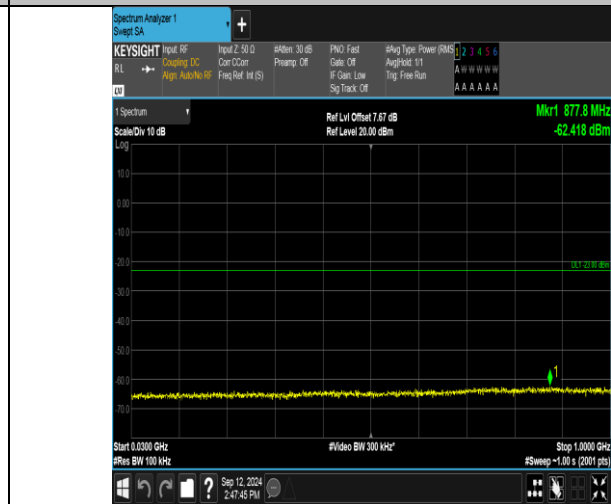 Spectrum Analyzer 1
Swept SA
+
KEYSIGHT Input: RF Input Z: 50 Ω #Atten: 30 dB PNO: Fast #Avg Type: Power (RMS 1 2 3 4 5 6
RL Coupling: DC Corr CCorr Preamp: Off Gate: Off Avg|Hold: 1/1 A W W W W W
Align: Auto/No RF Freq Ref: Int (S) IF Gain: Low Trig: Free Run
LXI Sig Track: Off A A A A A A
1 Spectrum Ref Lvl Offset 7.67 dB Mkr1 877.8 MHz
Scale/Div 10 dB Ref Level 20.00 dBm -62.418 dBm
Log
10.0
0.00
-10.0
-20.0 DL1 -23.00 dBm
-30.0
-40.0
-50.0
1
-60.0
-70.0
Start 0.0300 GHz #Video BW 300 kHz* Stop 1.0000 GHz
#Res BW 100 kHz #Sweep ~1.00 s (2001 pts)
? Sep 12, 2024
2:47:45 PM